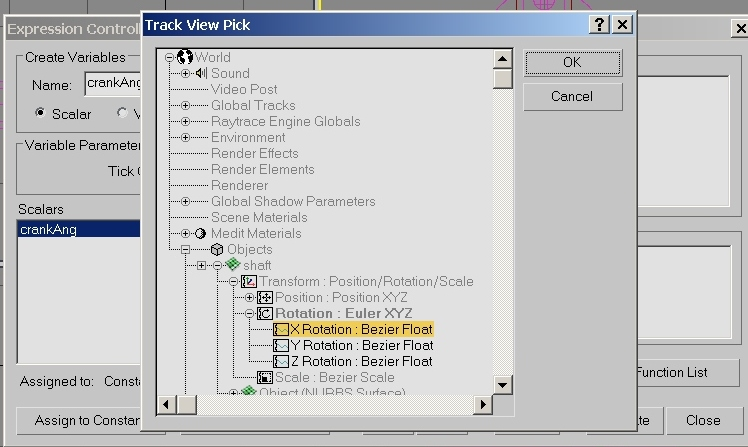 Track View Pick
Expression Controll
Create Variables
Name: crankAng
Scalar
Variable Parameter
Tick
Scalars
crankAng
Assigned to: Consta
Assign to Constan
World
Sound
Video Post
Global Tracks
Raytrace Engine Globals
Environment
Render Effects
Render Elements
Renderer
Global Shadow Parameters
Scene Materials
Medit Materials
Objects
shaft
Transform : Position/Rotation/Scale
Position : Position XYZ
Rotation : Euler XYZ
X Rotation : Bezier Float
Y Rotation : Bezier Float
Z Rotation : Bezier Float
Scale : Bezier Scale
Object (NURBS Surface)
OK
Cancel
Function List
Close